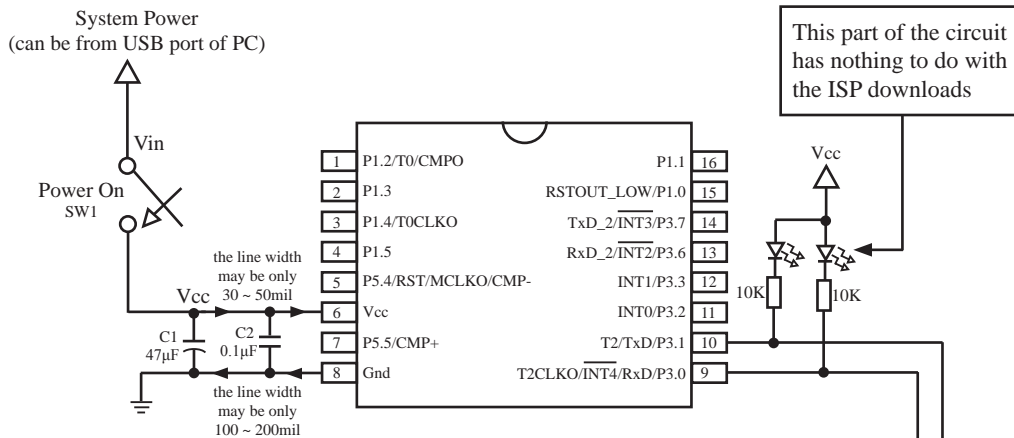 System Power
(can be from USB port of PC)
Vin
Power On
SW1
Vcc
the line width
may be only
30 ~ 50mil
C1
47μF
C2
0.1μF
the line width
may be only
100 ~ 200mil
1 P1.2/T0/CMPO
2 P1.3
3 P1.4/T0CLKO
4 P1.5
5 P5.4/RST/MCLKO/CMP-
6 Vcc
7 P5.5/CMP+
8 Gnd
P1.1 16
RSTOUT_LOW/P1.0 15
TxD_2/INT3/P3.7 14
RxD_2/INT2/P3.6 13
INT1/P3.3 12
INT0/P3.2 11
T2/TxD/P3.1 10
T2CLKO/INT4/RxD/P3.0 9
This part of the circuit
has nothing to do with
the ISP downloads
Vcc
10K
10K